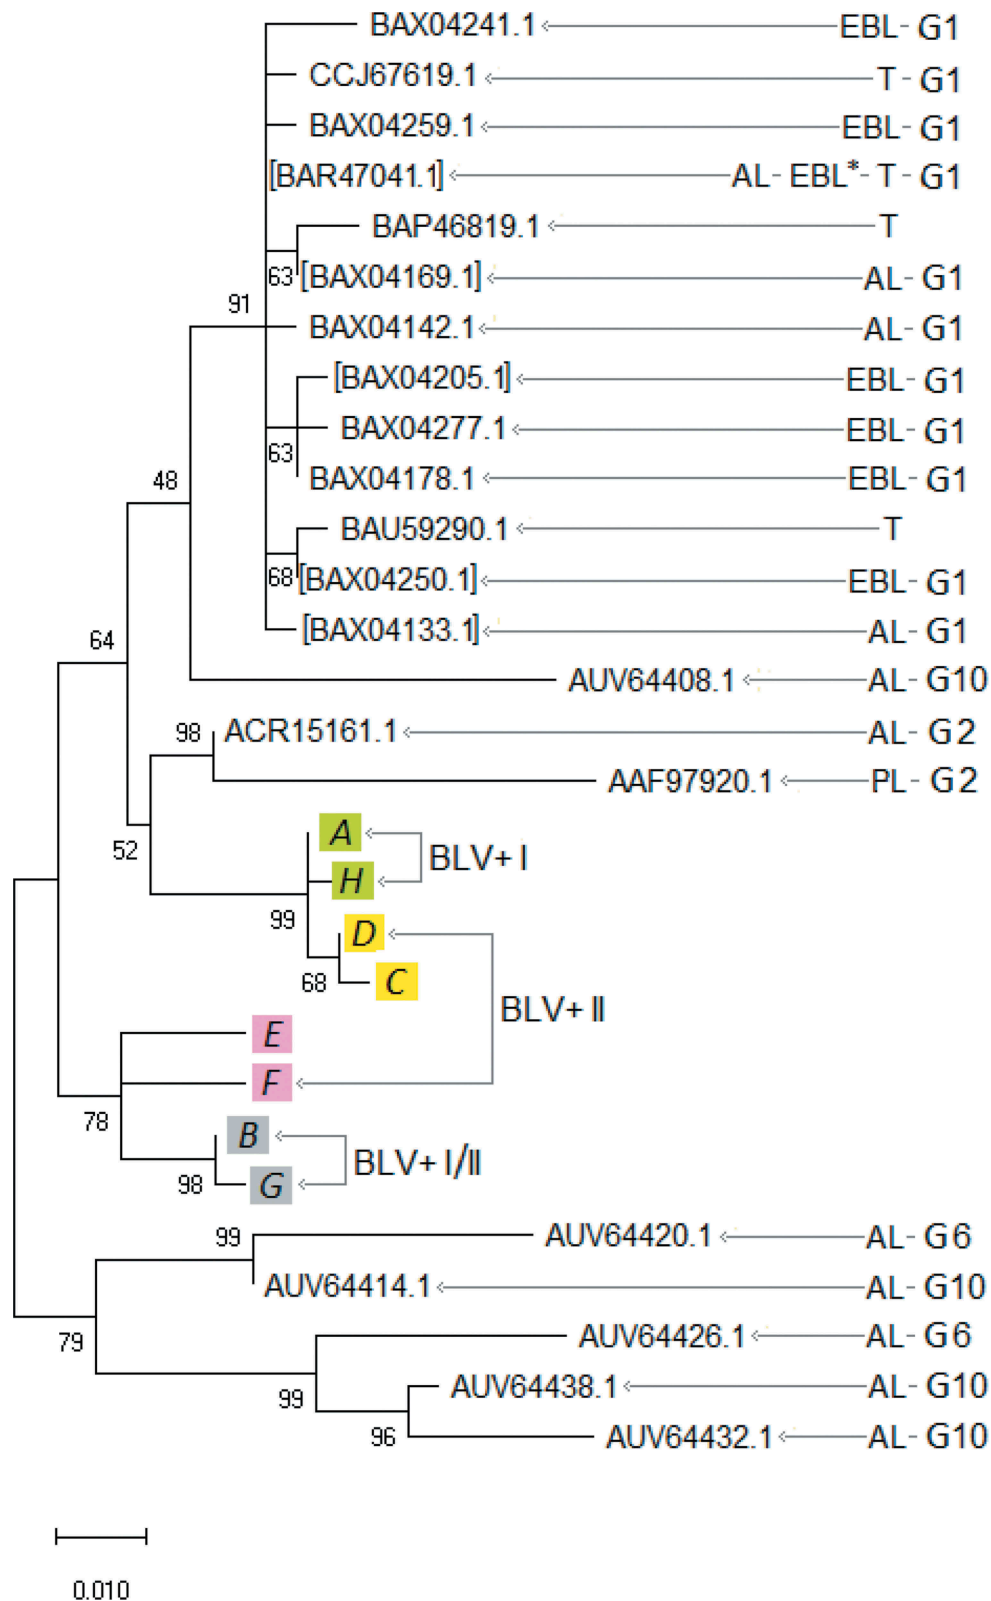 BAX04241.1 EBL- G1
CCJ67619.1 T - G1
BAX04259.1 EBL- G1
[BAR47041.1] AL- EBL*- T - G1
BAP46819.1 T
63 [BAX04169.1] AL- G1
91
BAX04142.1 AL- G1
[BAX04205.1] EBL- G1
BAX04277.1 EBL- G1
63
48 BAX04178.1 EBL- G1
BAU59290.1 T
68 [BAX04250.1] EBL- G1
[BAX04133.1] AL- G1
64
AUV64408.1 AL- G10
98 ACR15161.1 AL- G2
AAF97920.1 PL- G2
A
52 BLV+ I
H
99
D
68 C
BLV+ II
E
F
78
B
BLV+ I/II
98 G
99 AUV64420.1 AL- G6
AUV64414.1 AL- G10
79 AUV64426.1 AL- G6
99 AUV64438.1 AL- G10
96 AUV64432.1 AL- G10
0.010